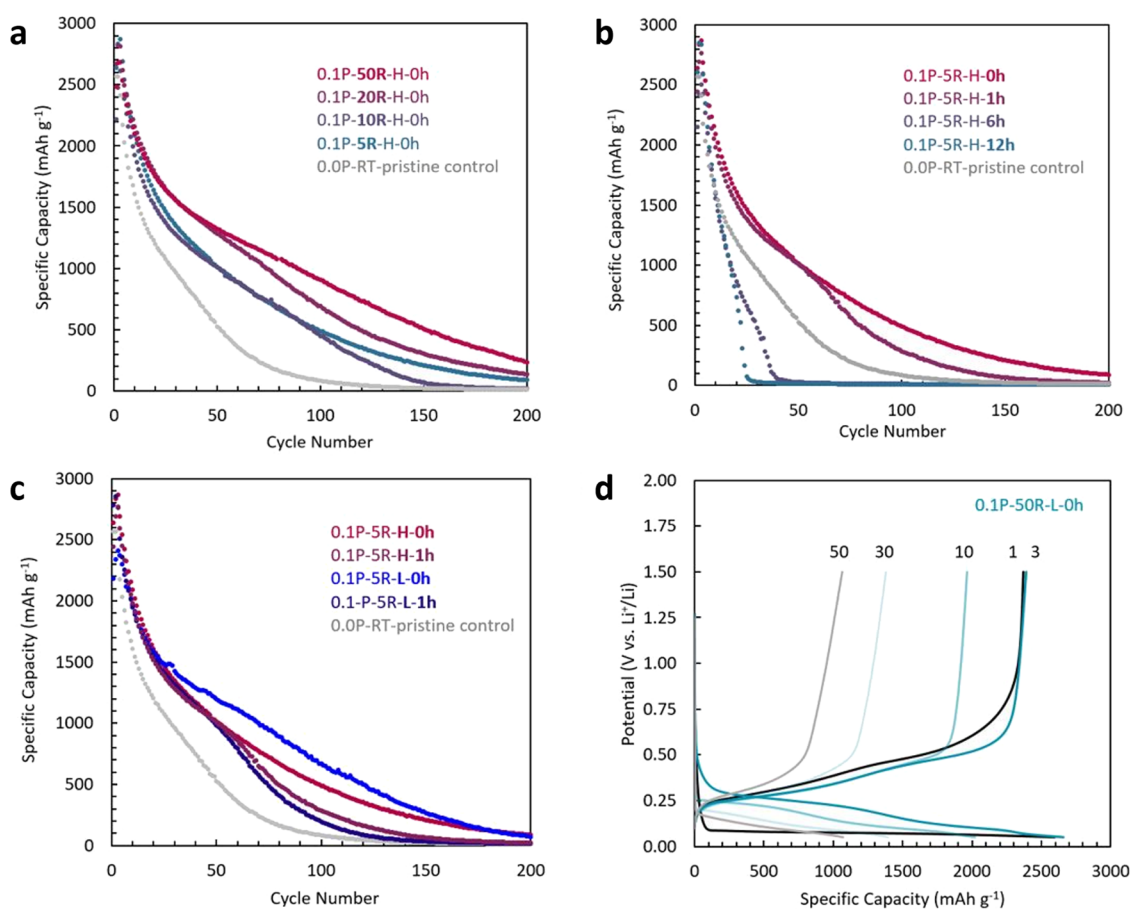 a
3000
2500
2000
1500
1000
500
0
Specific Capacity (mAh g⁻¹)
0.1P-50R-H-0h
0.1P-20R-H-0h
0.1P-10R-H-0h
0.1P-5R-H-0h
0.0P-RT-pristine control
0 50 100 150 200
Cycle Number
b
3000
2500
2000
1500
1000
500
0
Specific Capacity (mAh g⁻¹)
0.1P-5R-H-0h
0.1P-5R-H-1h
0.1P-5R-H-6h
0.1P-5R-H-12h
0.0P-RT-pristine control
0 50 100 150 200
Cycle Number
c
3000
2500
2000
1500
1000
500
0
Specific Capacity (mAh g⁻¹)
0.1P-5R-H-0h
0.1P-5R-H-1h
0.1P-5R-L-0h
0.1-P-5R-L-1h
0.0P-RT-pristine control
0 50 100 150 200
Cycle Number
d
2.00
1.75
1.50
1.25
1.00
0.75
0.50
0.25
0.00
Potential (V vs. Li⁺/Li)
0.1P-50R-L-0h
50 30 10 1 3
0 500 1000 1500 2000 2500 3000
Specific Capacity (mAh g⁻¹)